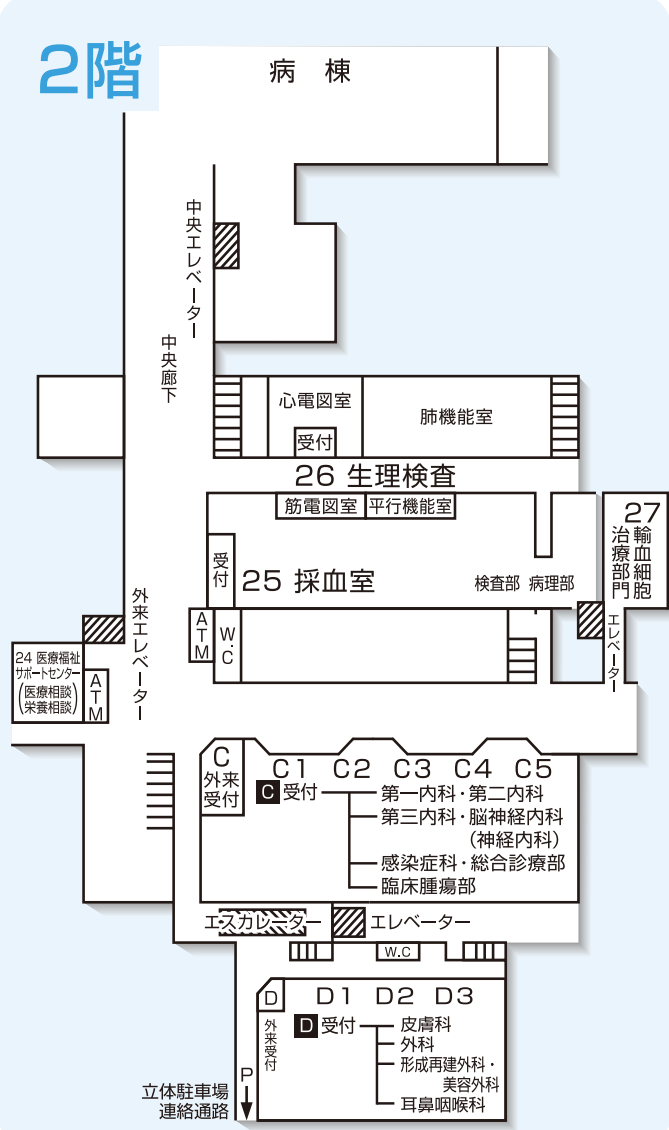 2階
病 棟
中央エレベーター
中央廊下
心電図室
受付
肺機能室
26 生理検査
筋電図室
平行機能室
27
輸血細胞
治療部門
受付
25 採血室
検査部 病理部
外来エレベーター
ATM
W.C
エレベーター
24 医療福祉
サポートセンター
(医療相談
栄養相談)
ATM
C
外来
受付
C1 C2 C3 C4 C5
C 受付
第一内科・第二内科
第三内科・脳神経内科
(神経内科)
感染症科・総合診療部
臨床腫瘍部
エスカレーター
エレベーター
W.C
D
外来受付
D1 D2 D3
D 受付
皮膚科
外科
形成再建外科・
美容外科
耳鼻咽喉科
P
立体駐車場
連絡通路